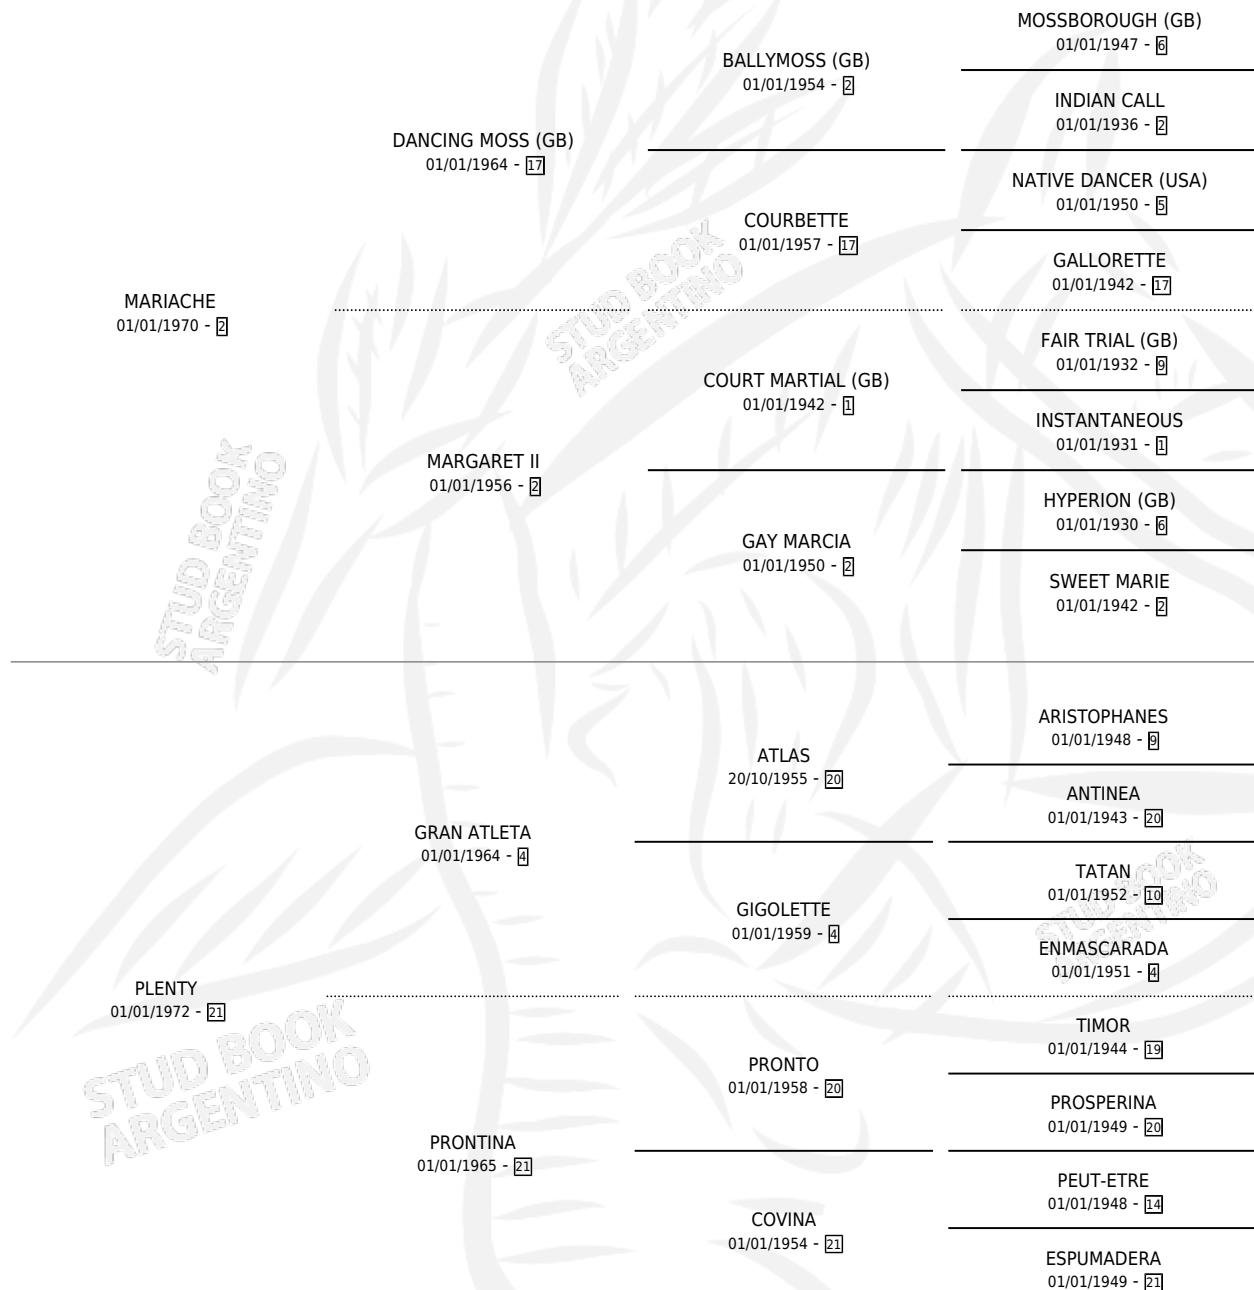 MOSSBOROUGH (GB)
01/01/1947 - 6
BALLYMOSS (GB)
01/01/1954 - 2
INDIAN CALL
01/01/1936 - 2
DANCING MOSS (GB)
01/01/1964 - 17
NATIVE DANCER (USA)
01/01/1950 - 5
COURBETTE
01/01/1957 - 17
GALLORETTE
01/01/1942 - 17
MARIACHE
01/01/1970 - 2
FAIR TRIAL (GB)
01/01/1932 - 9
COURT MARTIAL (GB)
01/01/1942 - 1
INSTANTANEOUS
01/01/1931 - 1
MARGARET II
01/01/1956 - 2
HYPERION (GB)
01/01/1930 - 6
GAY MARCIA
01/01/1950 - 2
SWEET MARIE
01/01/1942 - 2
ARISTOPHANES
01/01/1948 - 9
ATLAS
20/10/1955 - 20
ANTINEA
01/01/1943 - 20
GRAN ATLETA
01/01/1964 - 4
TATAN
01/01/1952 - 10
GIGOLETTE
01/01/1959 - 4
ENMASCARADA
01/01/1951 - 4
PLENTY
01/01/1972 - 21
TIMOR
01/01/1944 - 19
PRONTO
01/01/1958 - 20
PROSPERINA
01/01/1949 - 20
PRONTINA
01/01/1965 - 21
PEUT-ETRE
01/01/1948 - 14
COVINA
01/01/1954 - 21
ESPUMADERA
01/01/1949 - 21
STUD BOOK
ARGENTINO
STUD BOOK
ARGENTINO
STUD BOOK
ARGENTINO
STUD BOOK
ARGENTINO